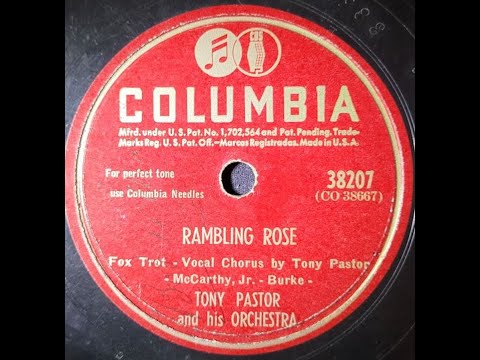 COLUMBIA
Mfrd. under U.S. Pat. No. 1,702,564 and Pat. Pending. Trade-
Marks Reg. U.S. Pat. Off.—Marcas Registradas. Made in U.S.A.
For perfect tone
use Columbia Needles
38207
(CO 38667)
RAMBLING ROSE
Fox Trot - Vocal Chorus by Tony Pastor
- McCarthy, Jr. - Burke -
TONY PASTOR
and his ORCHESTRA